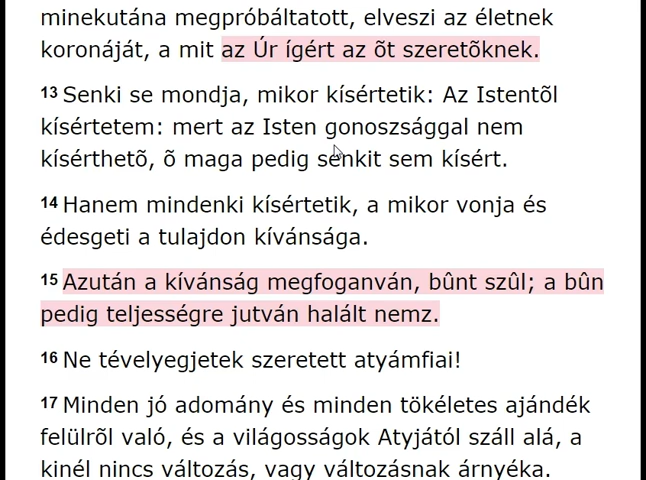 minekutána megpróbáltatott, elveszi az életnek
koronáját, a mit az Úr ígért az õt szeretõknek.
13 Senki se mondja, mikor kísértetik: Az Istentõl
kísértetem: mert az Isten gonoszsággal nem
kísérthetõ, õ maga pedig senkit sem kísért.
14 Hanem mindenki kísértetik, a mikor vonja és
édesgeti a tulajdon kívánsága.
15 Azután a kívánság megfoganván, bûnt szûl; a bûn
pedig teljességre jutván halált nemz.
16 Ne tévelyegjetek szeretett atyámfiai!
17 Minden jó adomány és minden tökéletes ajándék
felülrõl való, és a világosságok Atyjától száll alá, a
kinél nincs változás, vagy változásnak árnyéka.